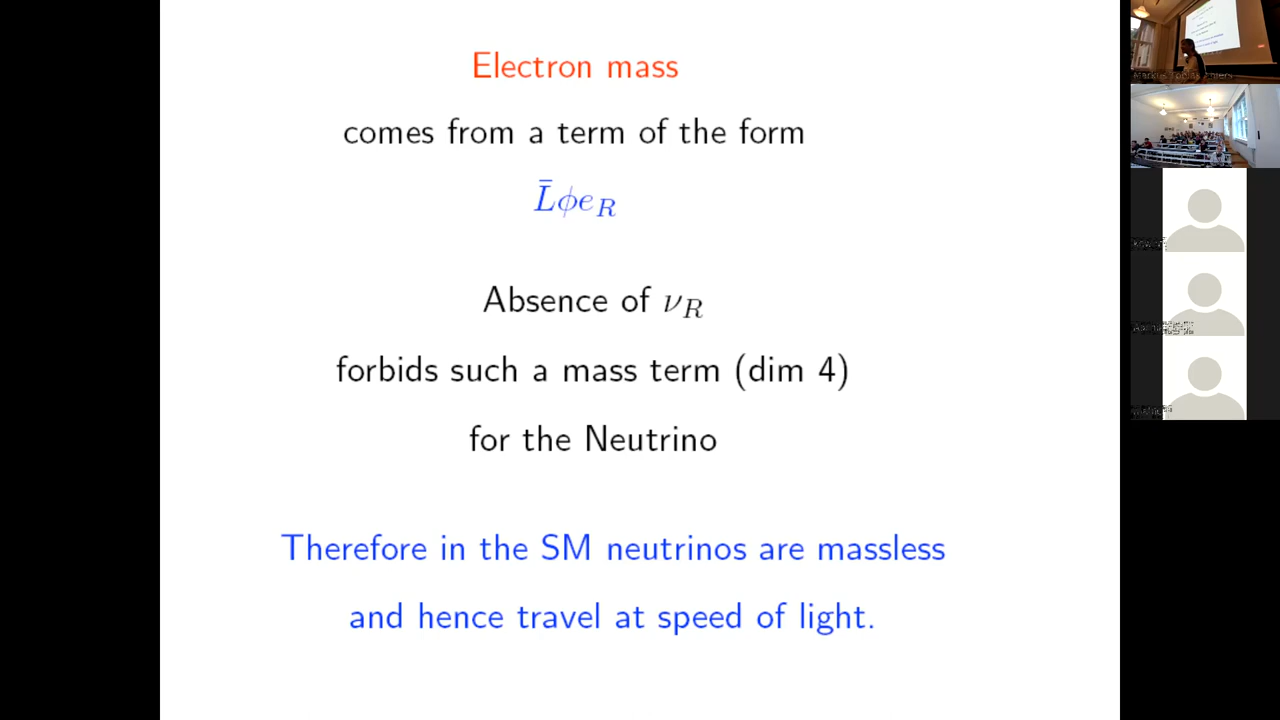 Electron mass
comes from a term of the form
L̄ϕe_R
Absence of ν_R
forbids such a mass term (dim 4)
for the Neutrino
Therefore in the SM neutrinos are massless
and hence travel at speed of light.